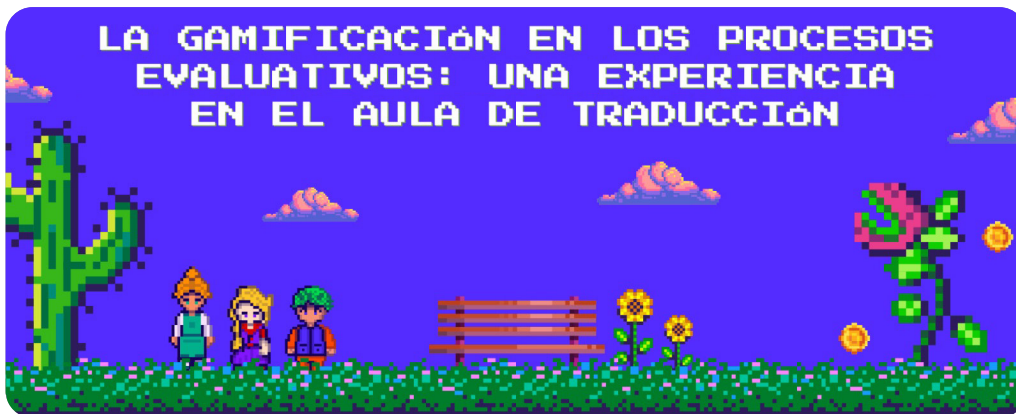 LA GAMIFICACIóN EN LOS PROCESOS
EVALUATIVOS: UNA EXPERIENCIA
EN EL AULA DE TRADUCCIóN